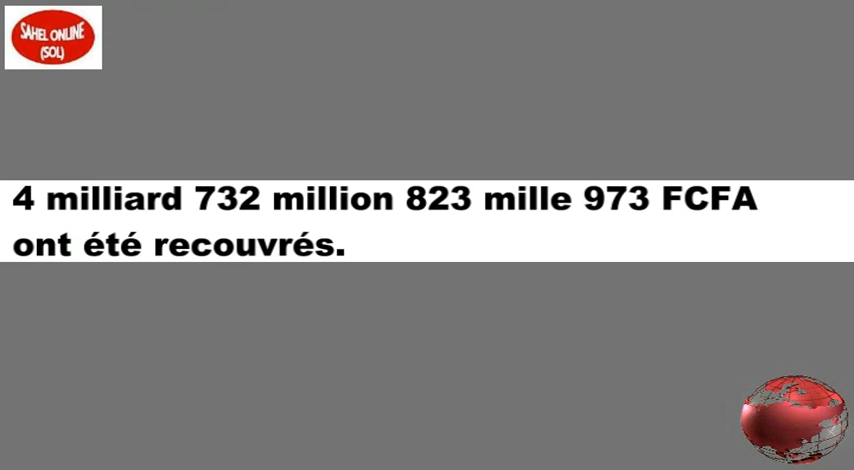 SAHEL ONLINE
(SOL)
4 milliard 732 million 823 mille 973 FCFA
ont été recouvrés.